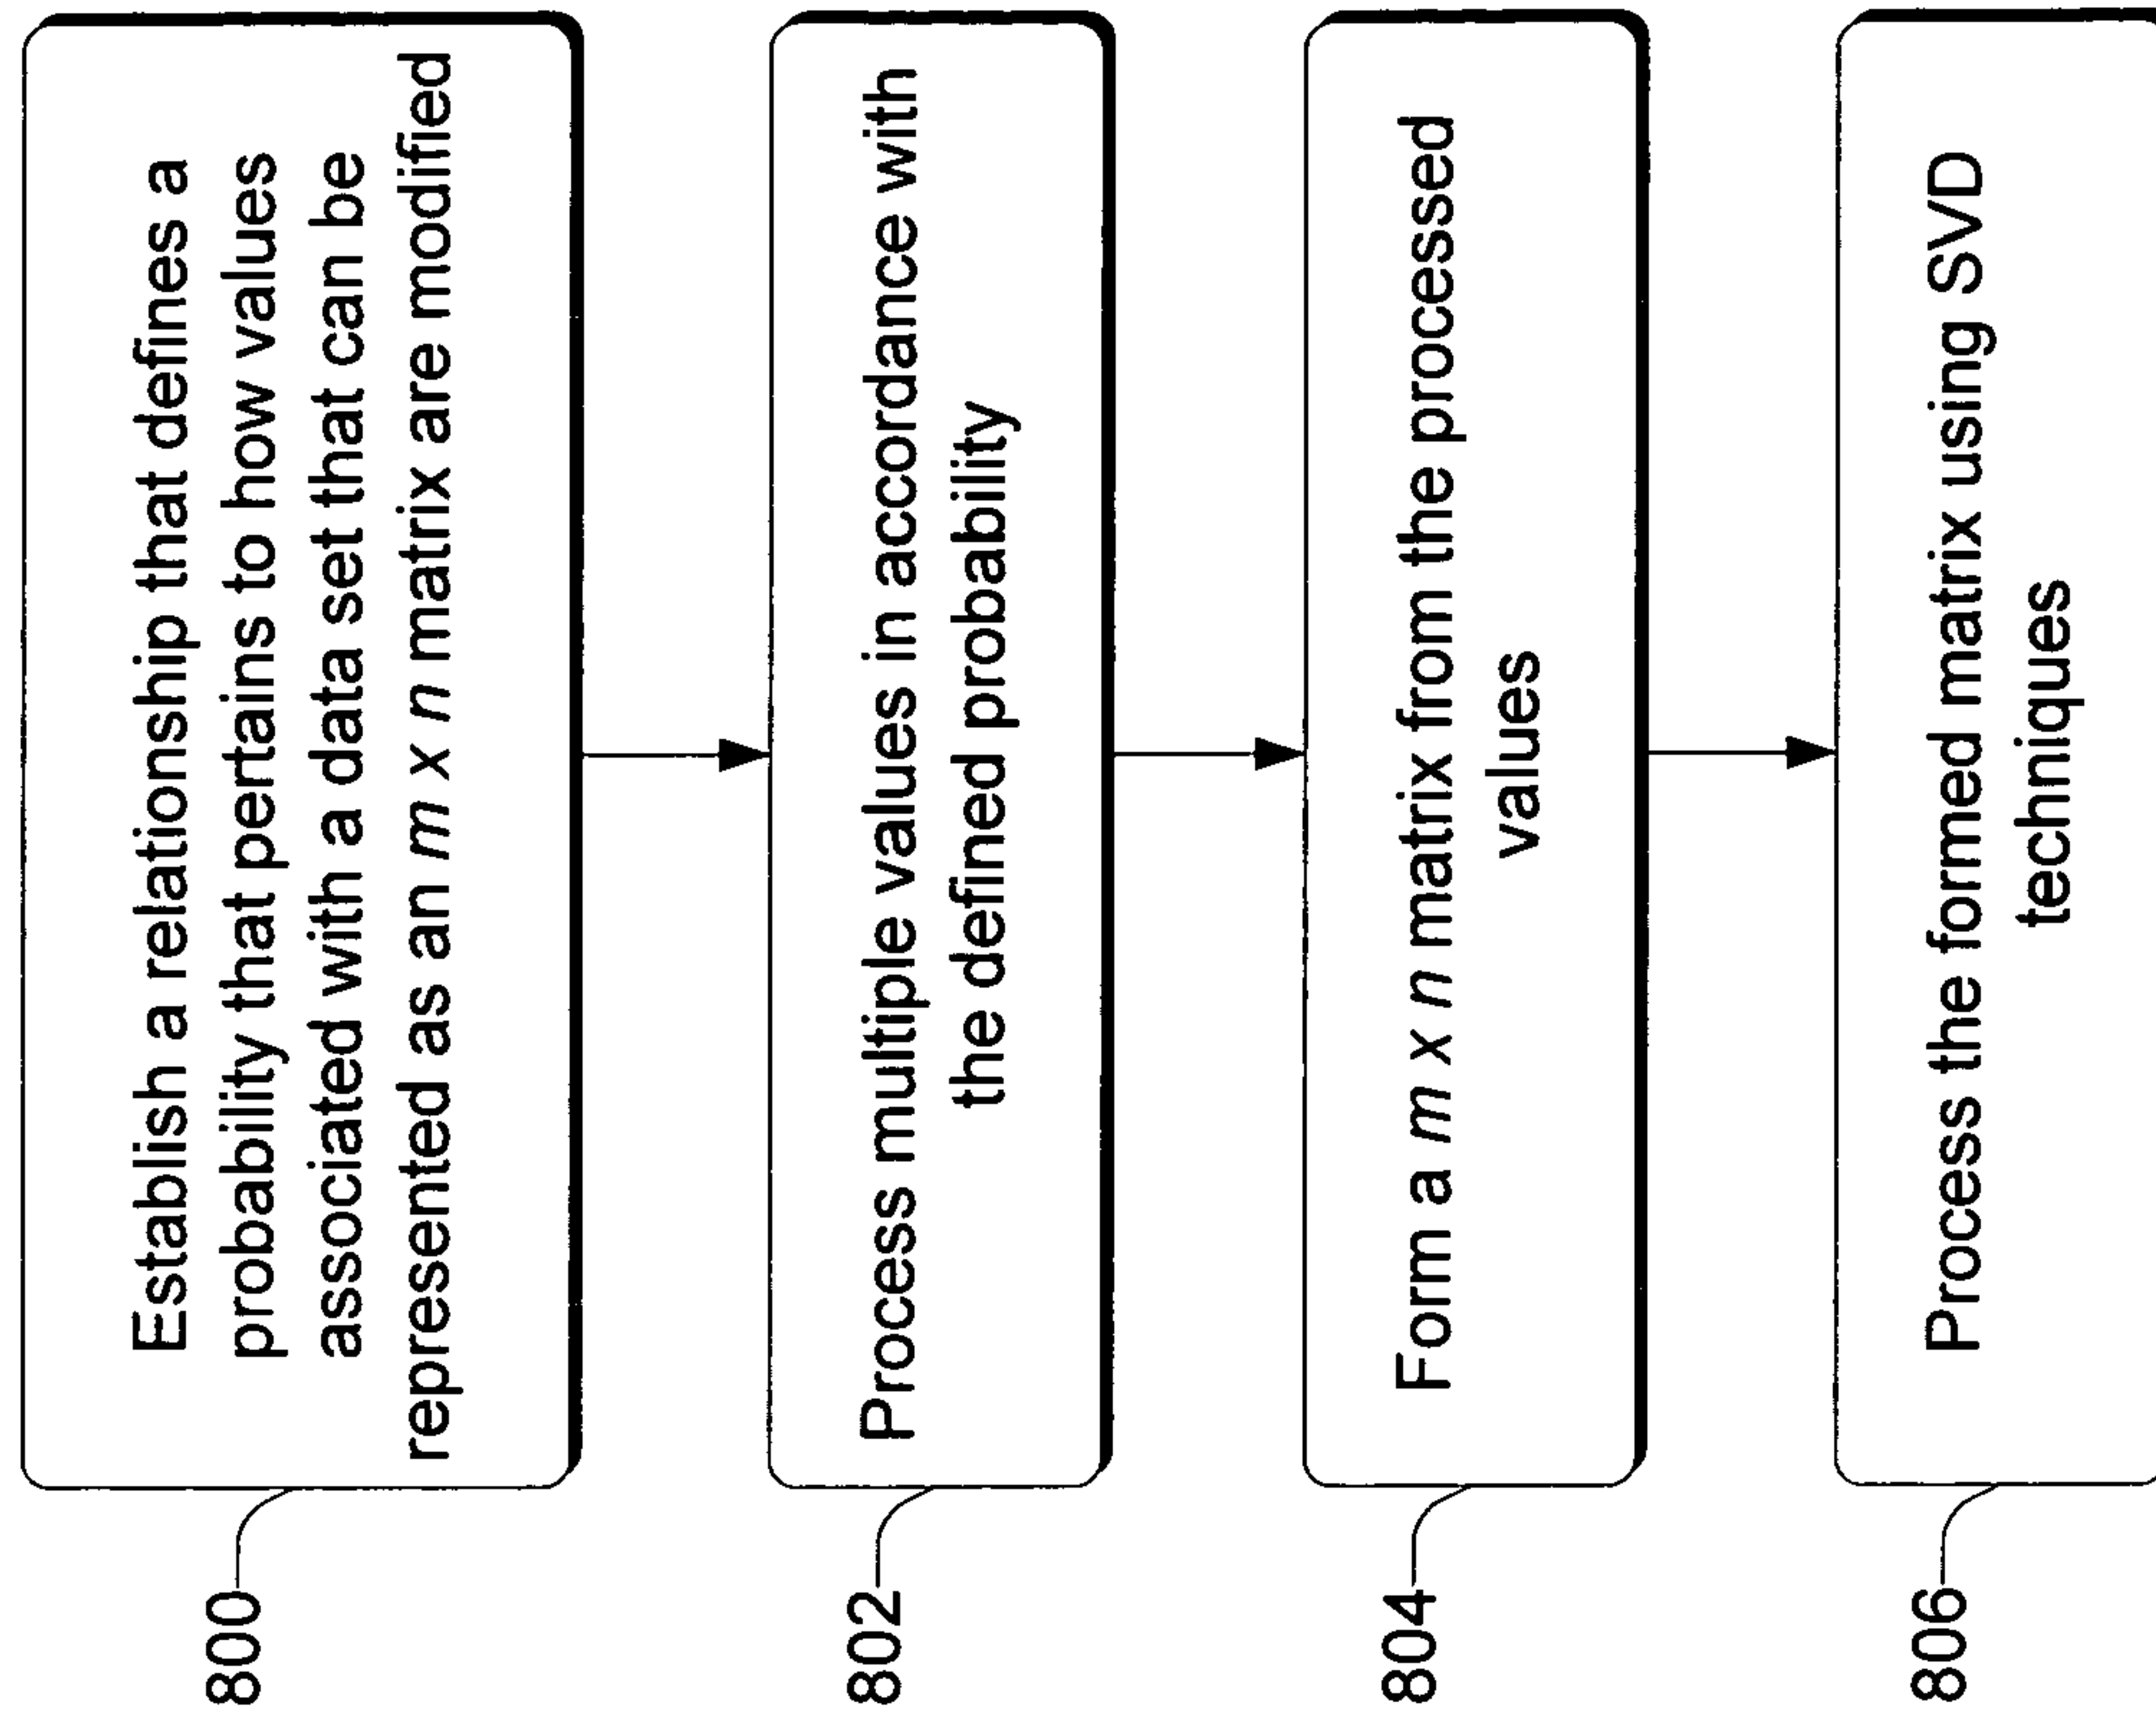 800
Establish a relationship that defines a
probability that pertains to how values
associated with a data set that can be
represented as an m x n matrix are modified
802
Process multiple values in accordance with
the defined probability
804
Form a m x n matrix from the processed
values
806
Process the formed matrix using SVD
techniques